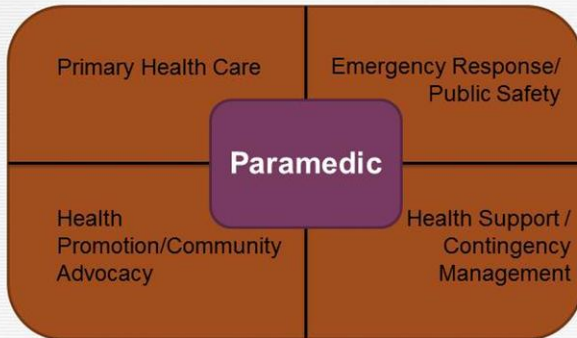 Primary Health Care
Emergency Response/
Public Safety
Paramedic
Health
Promotion/Community
Advocacy
Health Support /
Contingency
Management